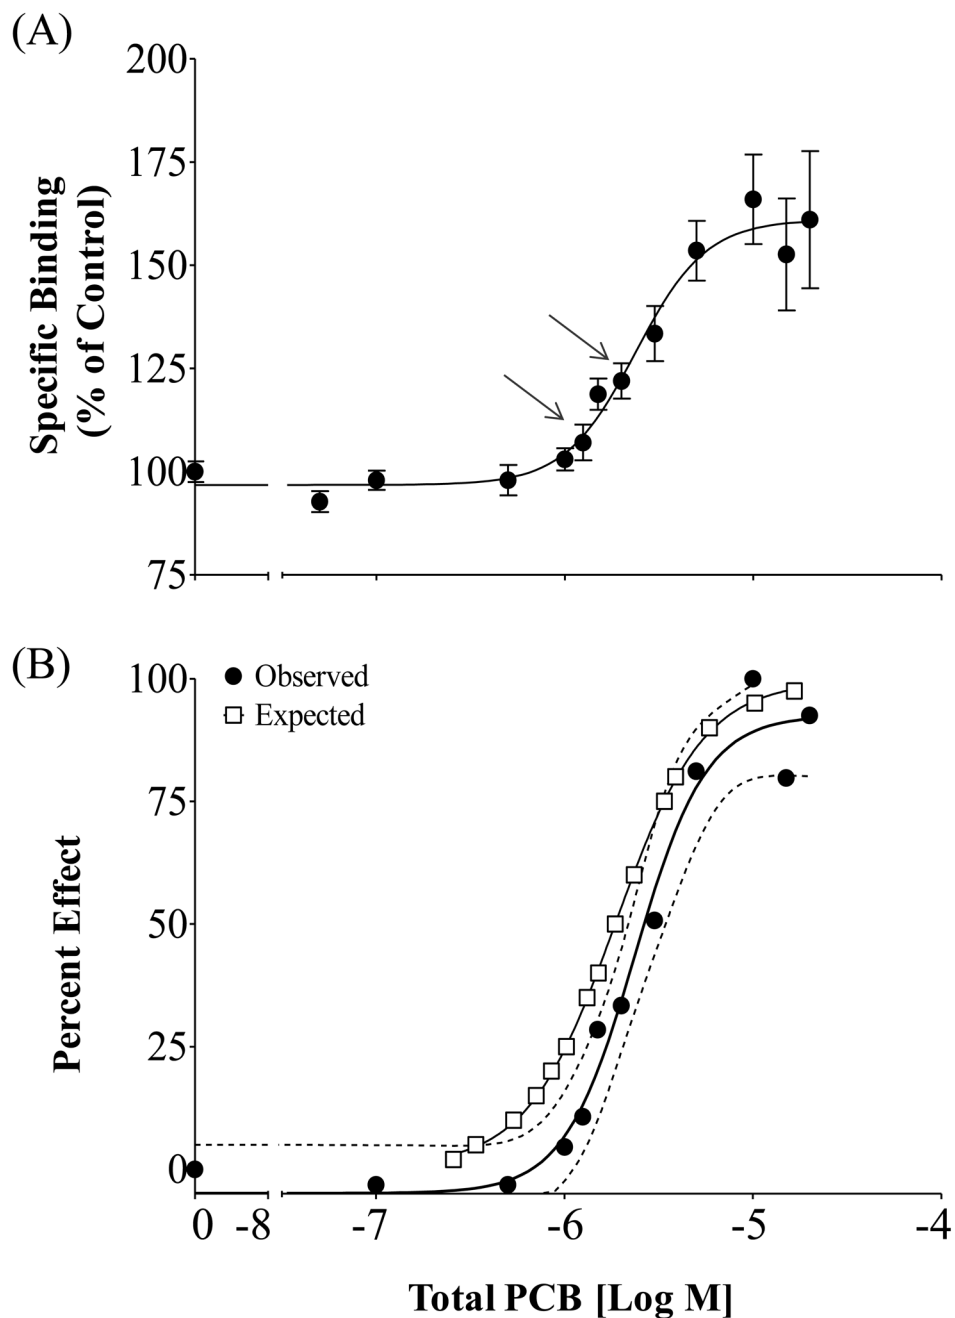 (A)
200
175
150
125
100
75
Specific Binding
(% of Control)
(B)
Observed
Expected
100
75
50
25
0
Percent Effect
0 -8 -7 -6 -5 -4
Total PCB [Log M]